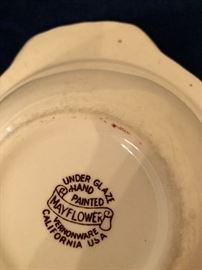 UNDER GLAZE
HAND
PAINTED
MAYFLOWER
VERNONWARE
CALIFORNIA USA